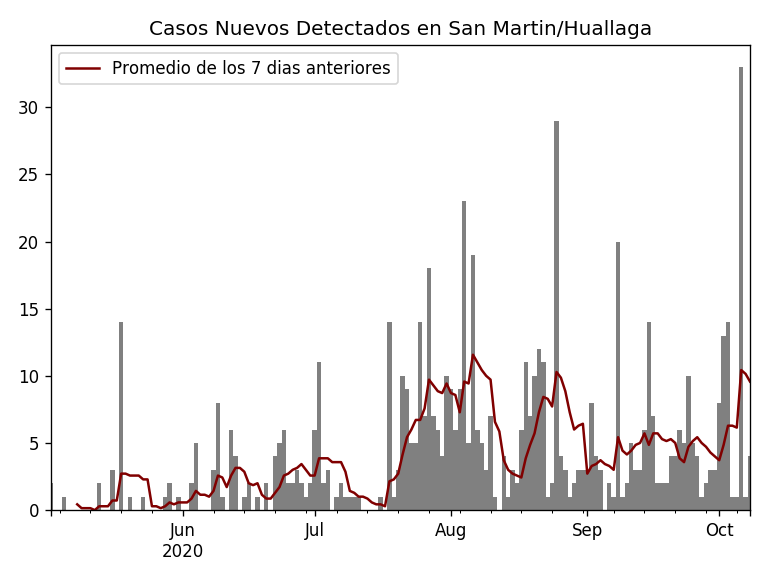 Casos Nuevos Detectados en San Martin/Huallaga
Promedio de los 7 dias anteriores
30
25
20
15
10
5
0
Jun
2020
Jul
Aug
Sep
Oct